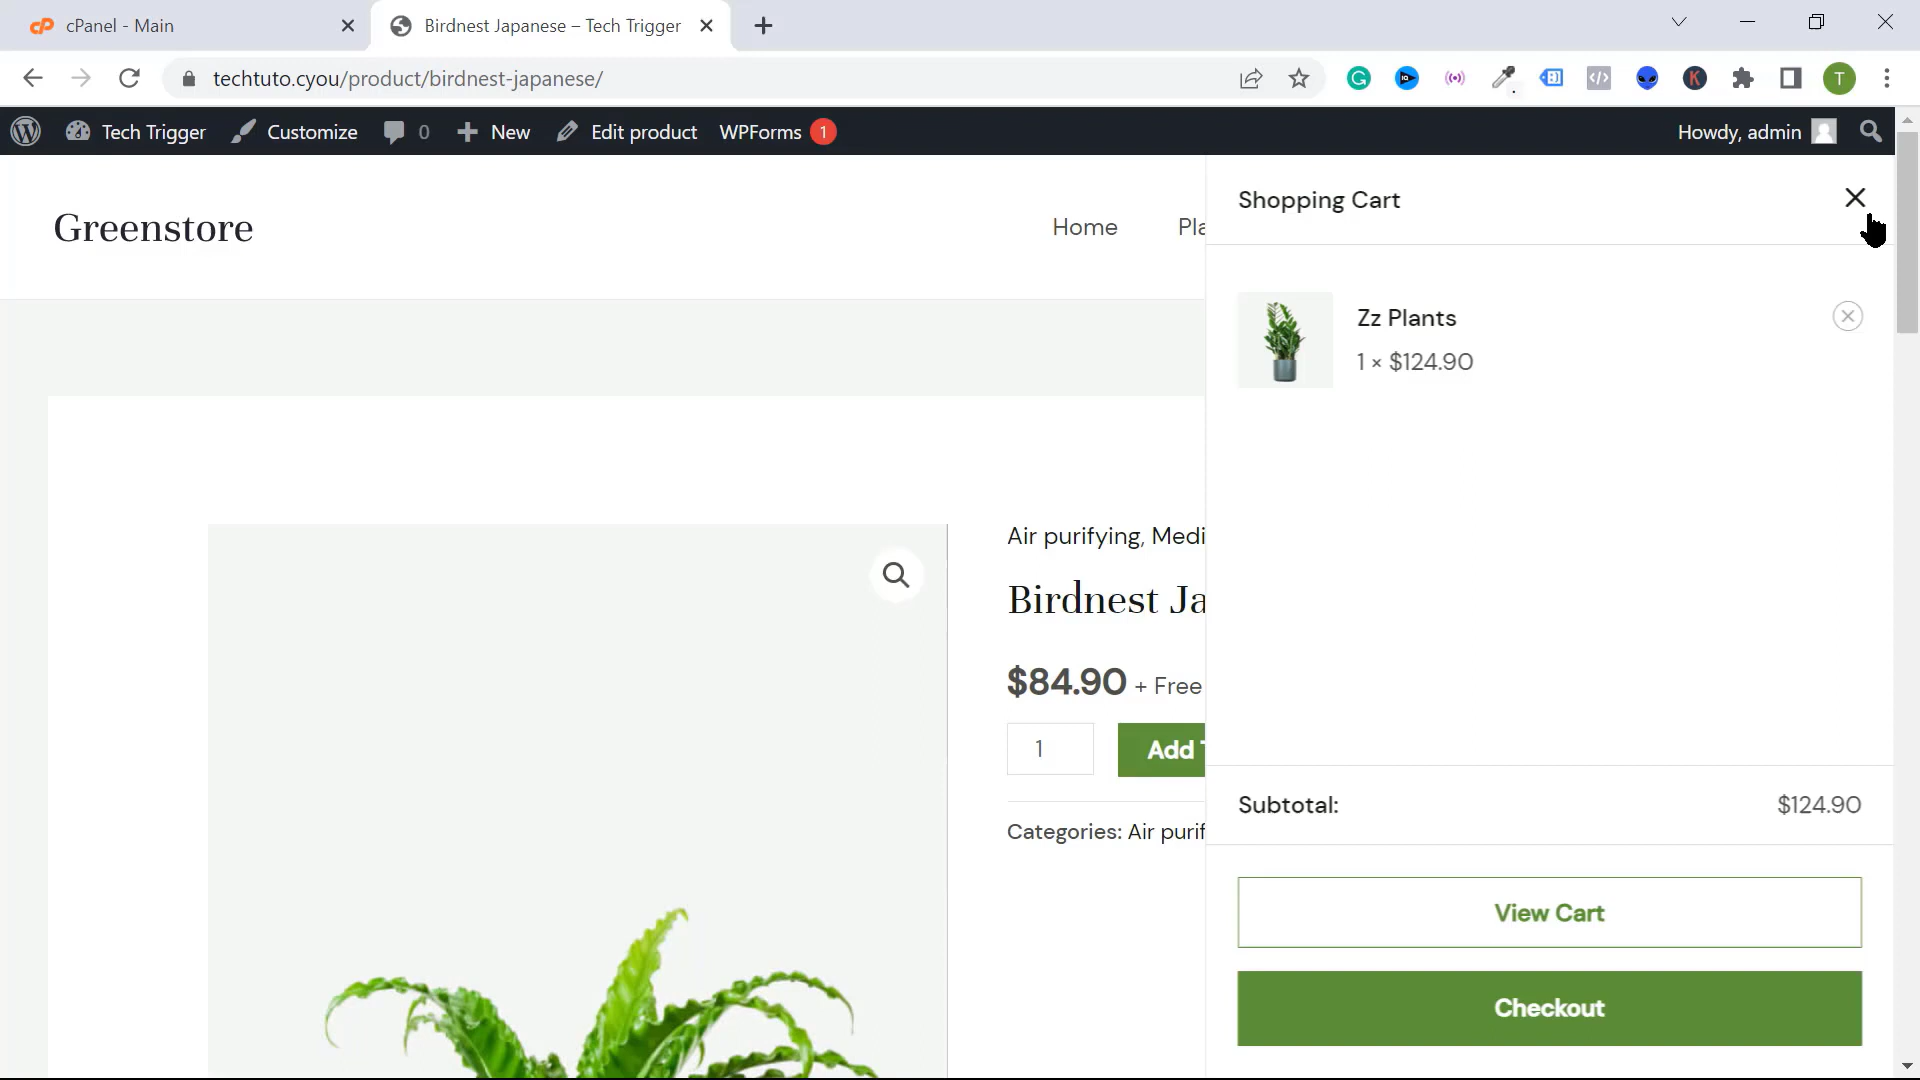 cPanel - Main
Birdnest Japanese – Tech Trigger
techtuto.cyou/product/birdnest-japanese/
Tech Trigger
Customize
0
New
Edit product
WPForms 1
Howdy, admin
Greenstore
Home
Pla
Shopping Cart
Zz Plants
1 × $124.90
Air purifying, Medi
Birdnest Ja
$84.90 + Free
1
Add T
Categories: Air purif
Subtotal:
$124.90
View Cart
Checkout